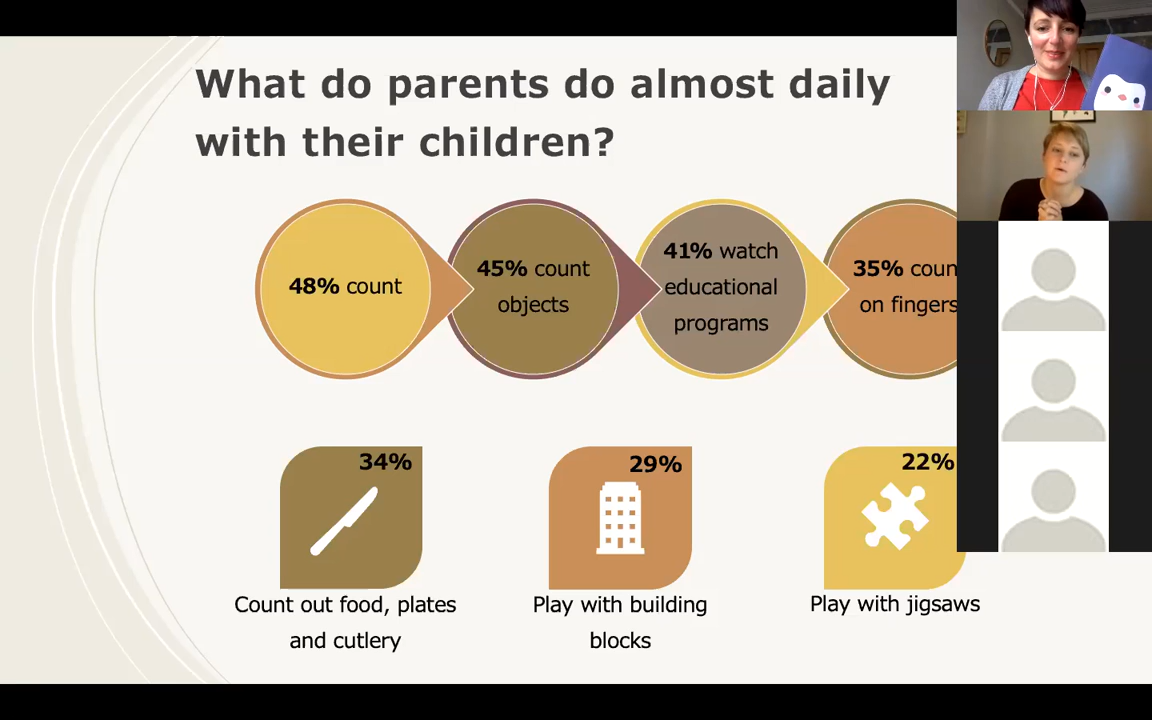 What do parents do almost daily
with their children?
48% count
45% count
objects
41% watch
educational
programs
35% coun
on fingers
34%
29%
22%
Count out food, plates
and cutlery
Play with building
blocks
Play with jigsaws